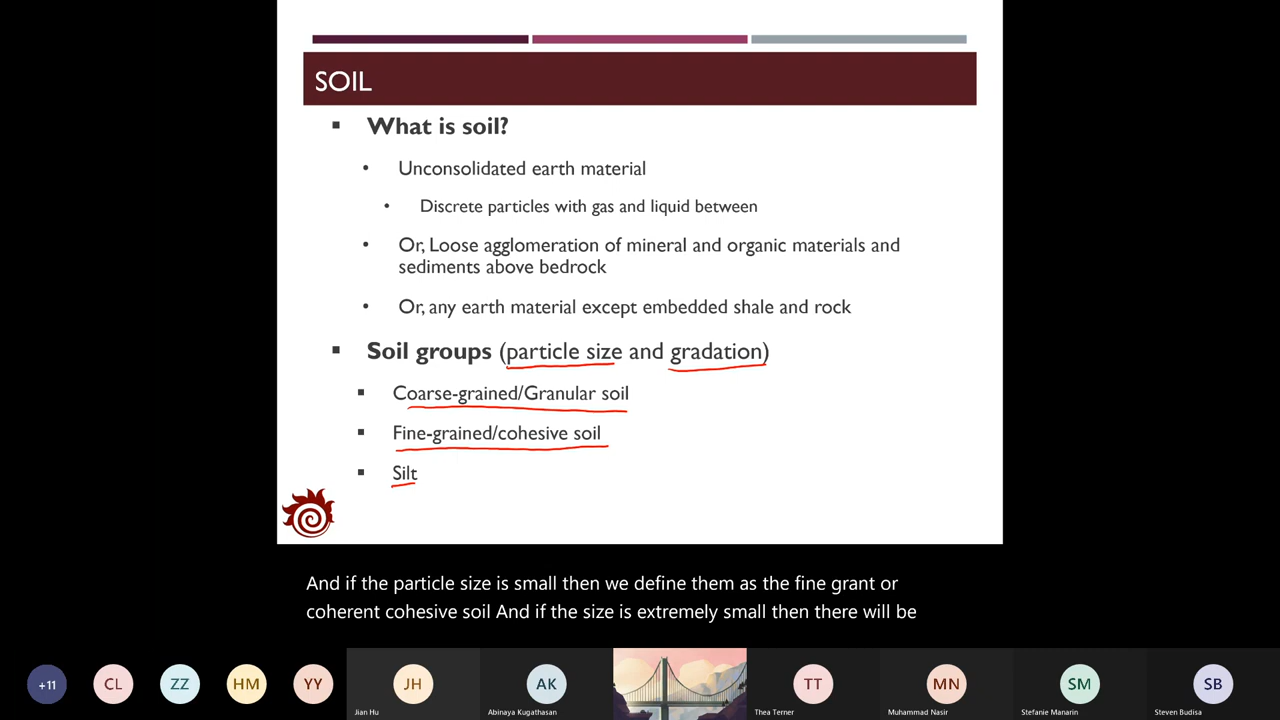 SOIL
What is soil?
Unconsolidated earth material
Discrete particles with gas and liquid between
Or, Loose agglomeration of mineral and organic materials and
sediments above bedrock
Or, any earth material except embedded shale and rock
Soil groups (particle size and gradation)
Coarse-grained/Granular soil
Fine-grained/cohesive soil
Silt
And if the particle size is small then we define them as the fine grant or
coherent cohesive soil And if the size is extremely small then there will be
+11 CL ZZ HM YY JH AK TT MN SM SB
Jian Hu Abinaya Kugathasan Thea Terner Muhammad Nasir Stefanie Manarin Steven Budisa